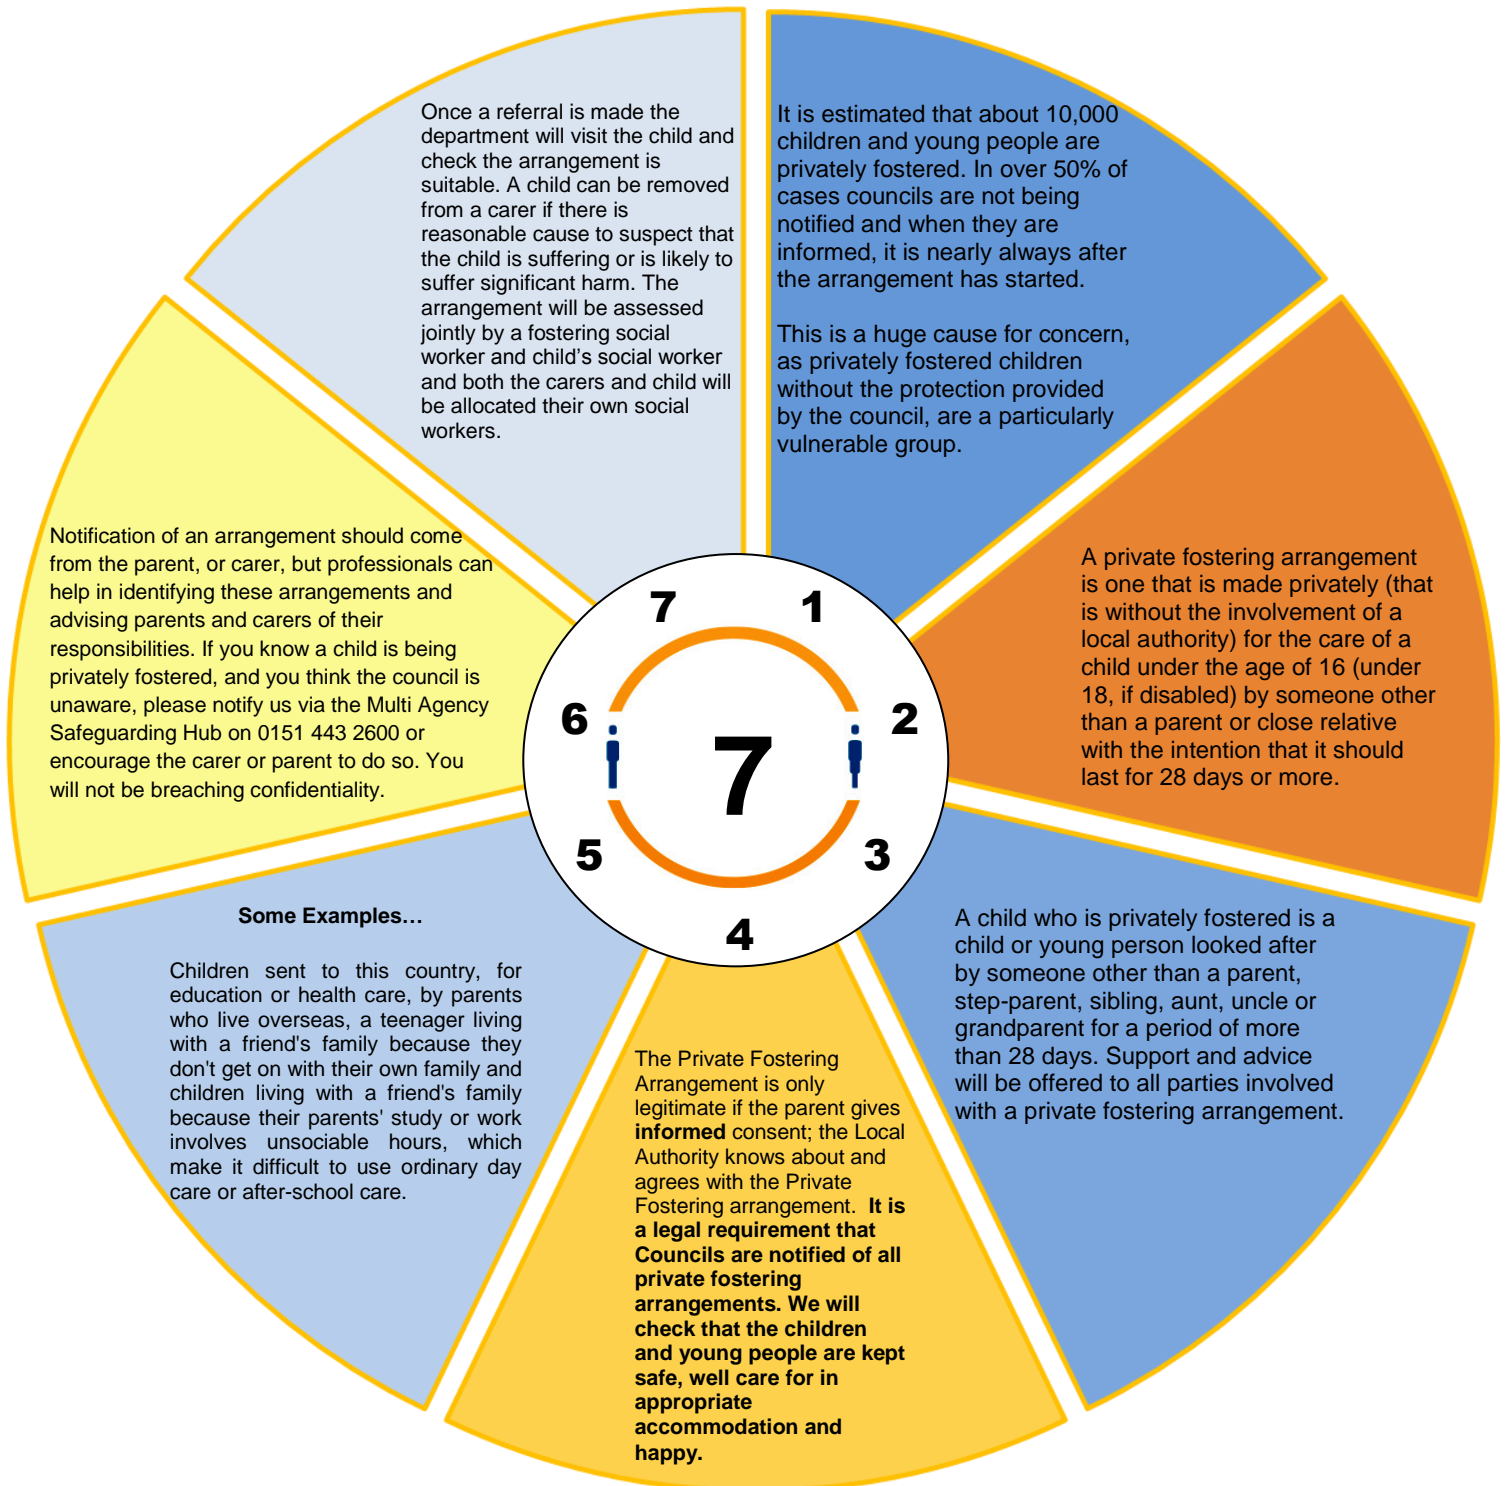 It is estimated that about 10,000
children and young people are
privately fostered. In over 50% of
cases councils are not being
notified and when they are
informed, it is nearly always after
the arrangement has started.
This is a huge cause for concern,
as privately fostered children
without the protection provided
by the council, are a particularly
vulnerable group.
A private fostering arrangement
is one that is made privately (that
is without the involvement of a
local authority) for the care of a
child under the age of 16 (under
18, if disabled) by someone other
than a parent or close relative
with the intention that it should
last for 28 days or more.
A child who is privately fostered is a
child or young person looked after
by someone other than a parent,
step-parent, sibling, aunt, uncle or
grandparent for a period of more
than 28 days. Support and advice
will be offered to all parties involved
with a private fostering arrangement.
The Private Fostering
Arrangement is only
legitimate if the parent gives
informed consent; the Local
Authority knows about and
agrees with the Private
Fostering arrangement. It is
a legal requirement that
Councils are notified of all
private fostering
arrangements. We will
check that the children
and young people are kept
safe, well care for in
appropriate
accommodation and
happy.
Some Examples…
Children sent to this country, for
education or health care, by parents
who live overseas, a teenager living
with a friend's family because they
don't get on with their own family and
children living with a friend's family
because their parents' study or work
involves unsociable hours, which
make it difficult to use ordinary day
care or after-school care.
Notification of an arrangement should come
from the parent, or carer, but professionals can
help in identifying these arrangements and
advising parents and carers of their
responsibilities. If you know a child is being
privately fostered, and you think the council is
unaware, please notify us via the Multi Agency
Safeguarding Hub on 0151 443 2600 or
encourage the carer or parent to do so. You
will not be breaching confidentiality.
Once a referral is made the
department will visit the child and
check the arrangement is
suitable. A child can be removed
from a carer if there is
reasonable cause to suspect that
the child is suffering or is likely to
suffer significant harm. The
arrangement will be assessed
jointly by a fostering social
worker and child’s social worker
and both the carers and child will
be allocated their own social
workers.
1
2
3
4
5
6
7
7